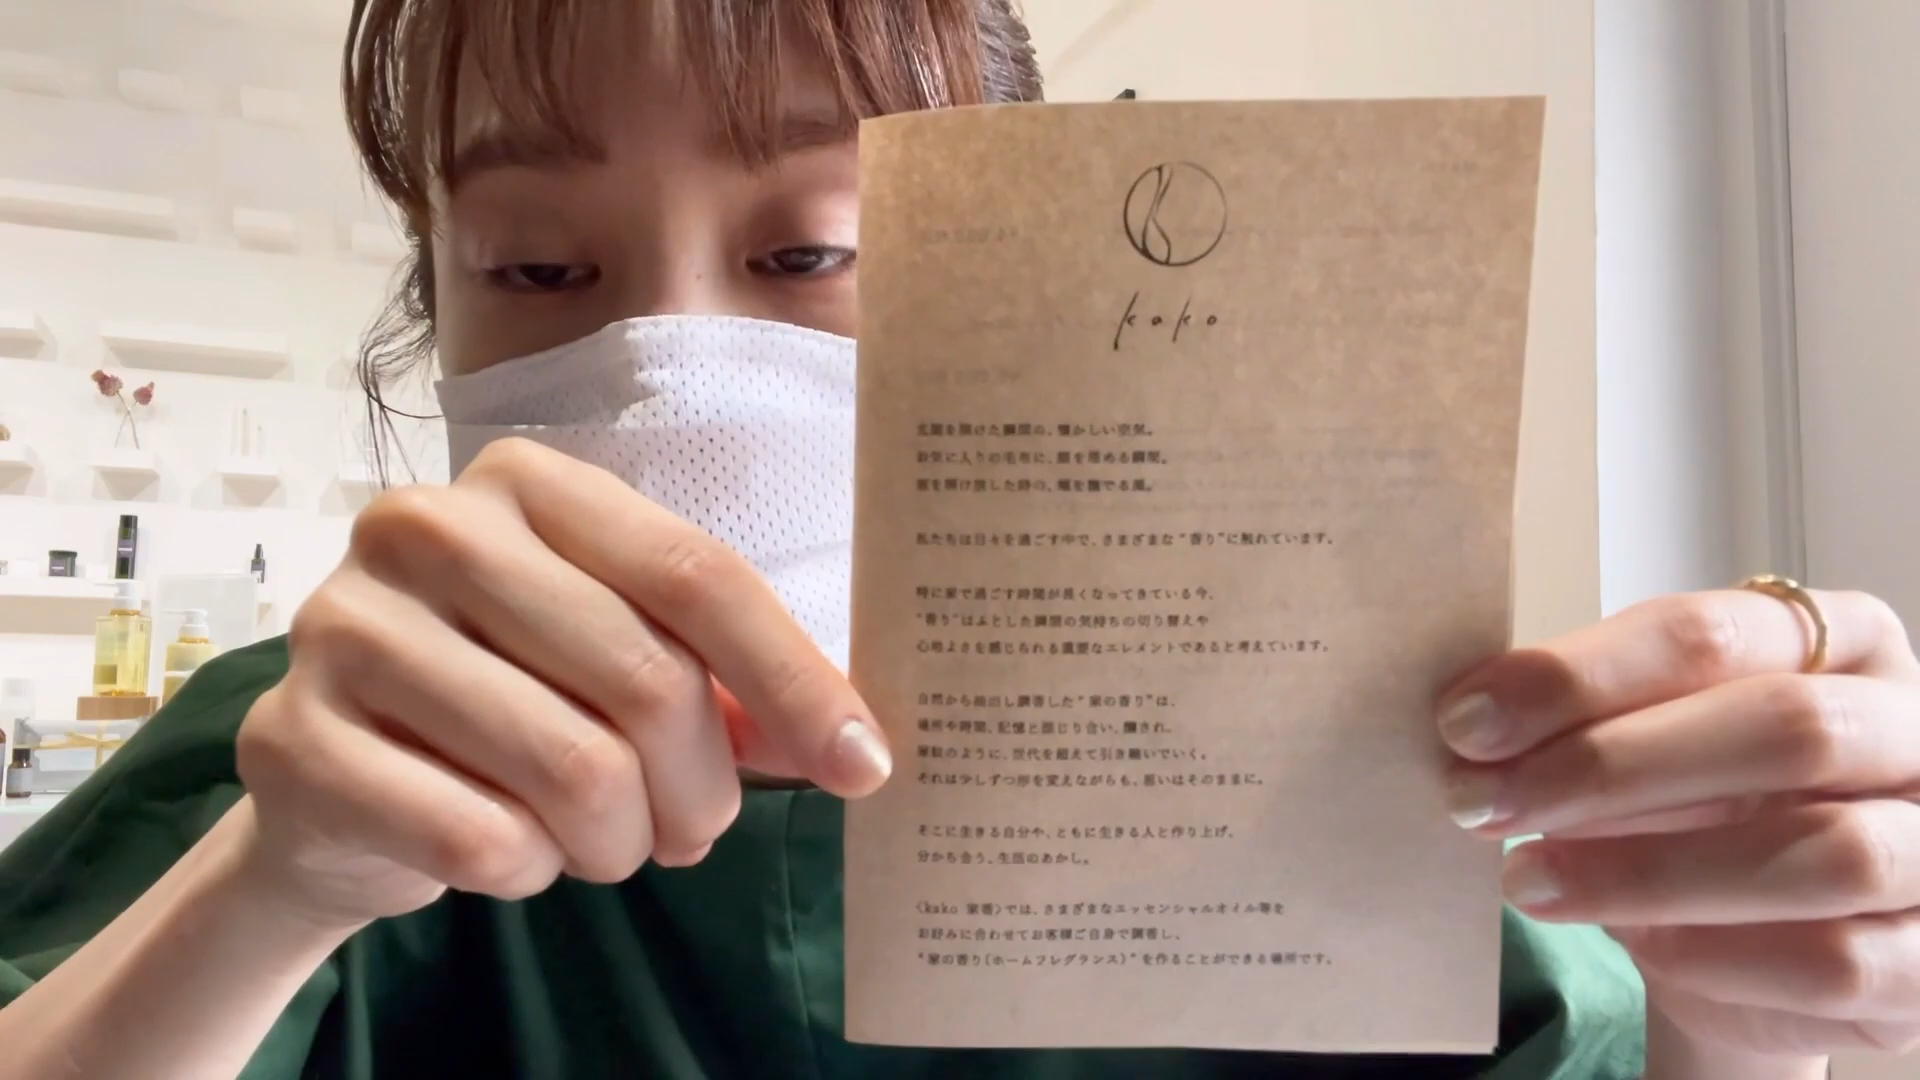 kako
玄関を開けた瞬間の、懐かしい空気。
お気に入りの毛布に、顔を埋める瞬間。
窓を開け放した時の、頬を撫でる風。
私たちは日々を過ごす中で、さまざまな“香り”に触れています。
特に家で過ごす時間が長くなってきている今、
“香り”はふとした瞬間の気持ちの切り替えや
心地よさを感じられる重要なエレメントであると考えています。
自然から抽出し調香した“家の香り”は、
場所や時間、記憶と混じり合い、醸され、
家紋のように、世代を超えて引き継いでいく。
それは少しずつ形を変えながらも、思いはそのままに。
そこに生きる自分や、ともに生きる人と作り上げ、
分かち合う、生活のあかし。
〈kako 家香〉では、さまざまなエッセンシャルオイル等を
お好みに合わせてお客様ご自身で調香し、
“家の香り（ホームフレグランス）”を作ることができる場所です。